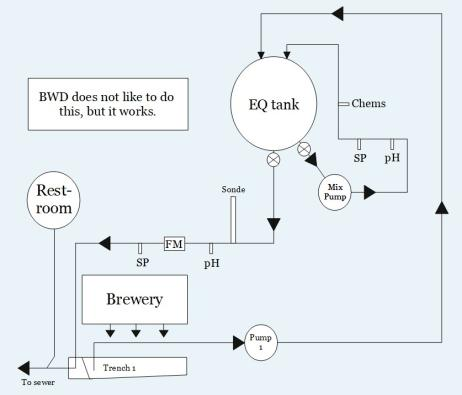 BWD does not like to do
this, but it works.
EQ tank
Chems
SP
pH
Mix
Pump
Rest-
room
Sonde
FM
SP
pH
Brewery
Pump
1
Trench 1
To sewer